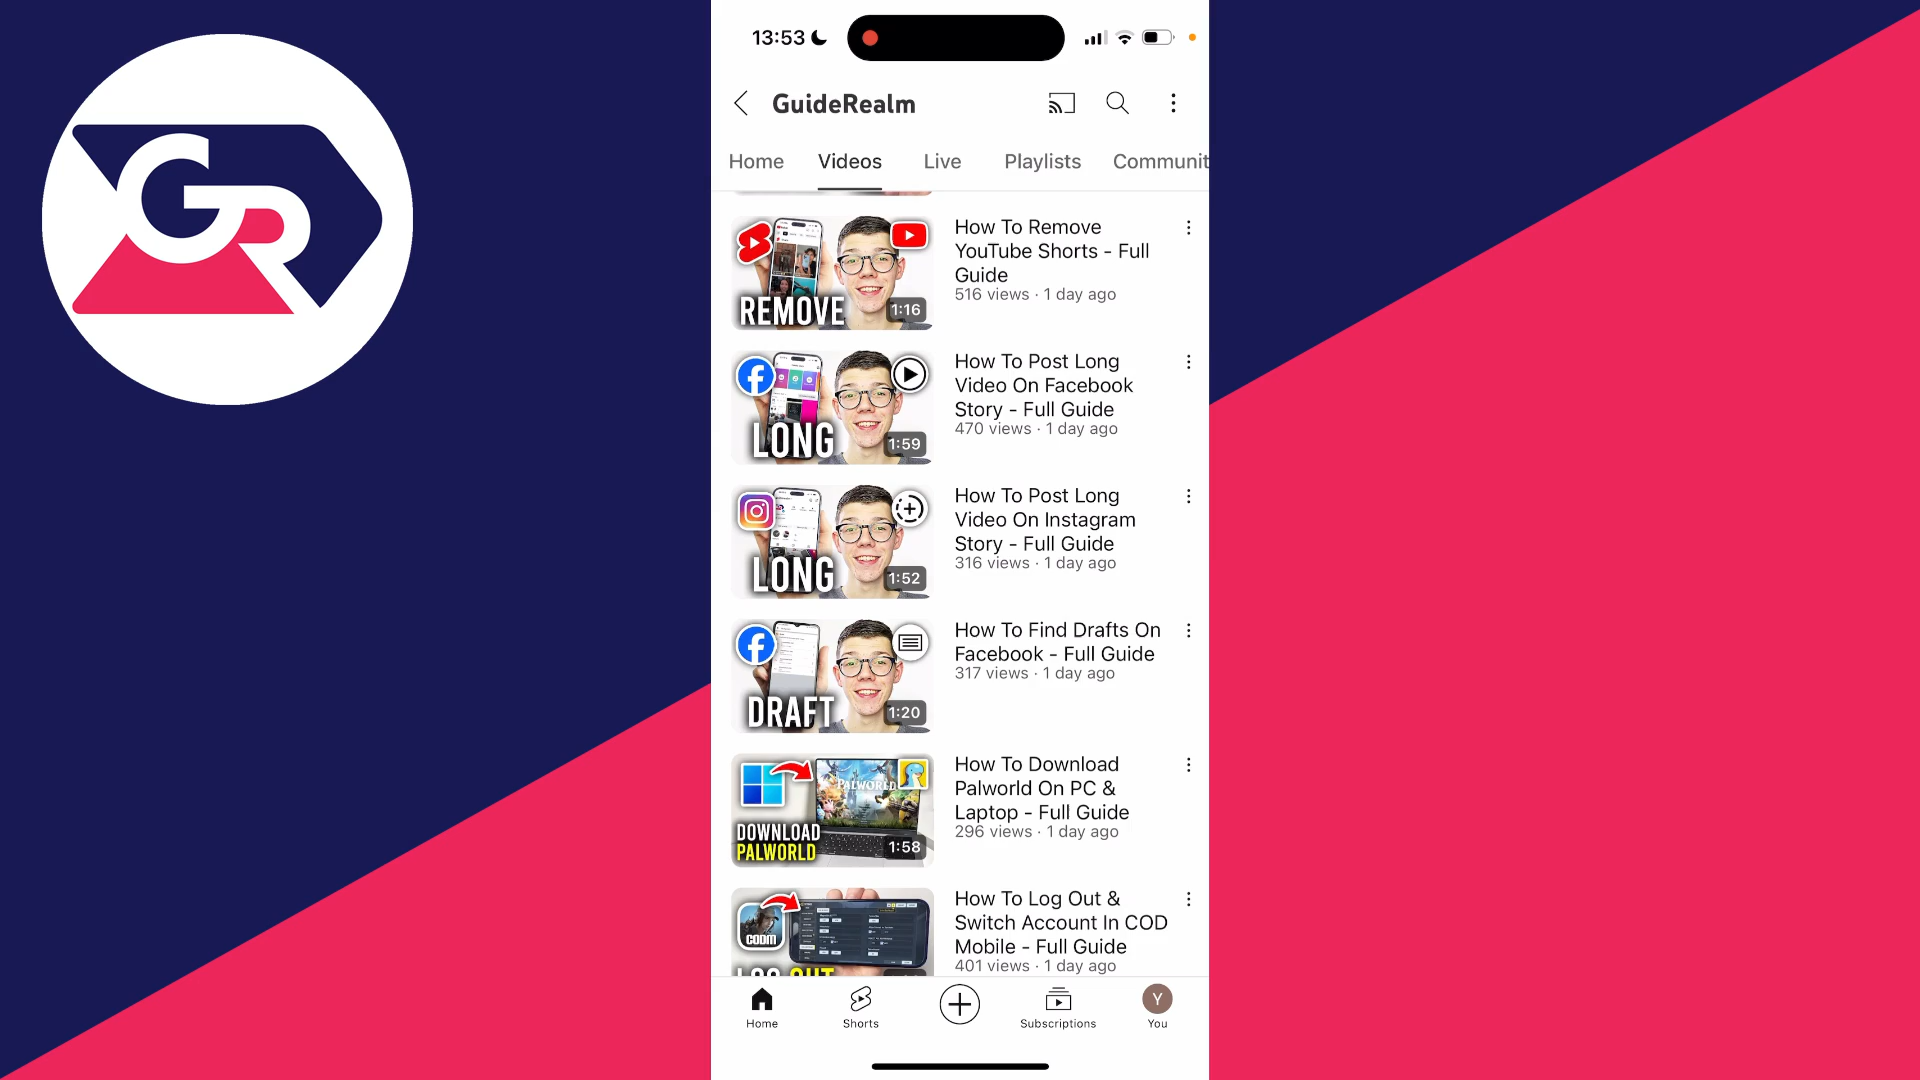 GR
13:53
GuideRealm
Home Videos Live Playlists Communit
REMOVE
1:16
How To Remove
YouTube Shorts - Full
Guide
516 views · 1 day ago
LONG
1:59
How To Post Long
Video On Facebook
Story - Full Guide
470 views · 1 day ago
LONG
1:52
How To Post Long
Video On Instagram
Story - Full Guide
316 views · 1 day ago
DRAFT
1:20
How To Find Drafts On
Facebook - Full Guide
317 views · 1 day ago
PALWORLD
DOWNLOAD
PALWORLD
1:58
How To Download
Palworld On PC &
Laptop - Full Guide
296 views · 1 day ago
CODM
LOG OUT
How To Log Out &
Switch Account In COD
Mobile - Full Guide
401 views · 1 day ago
Y
Home Shorts Subscriptions You